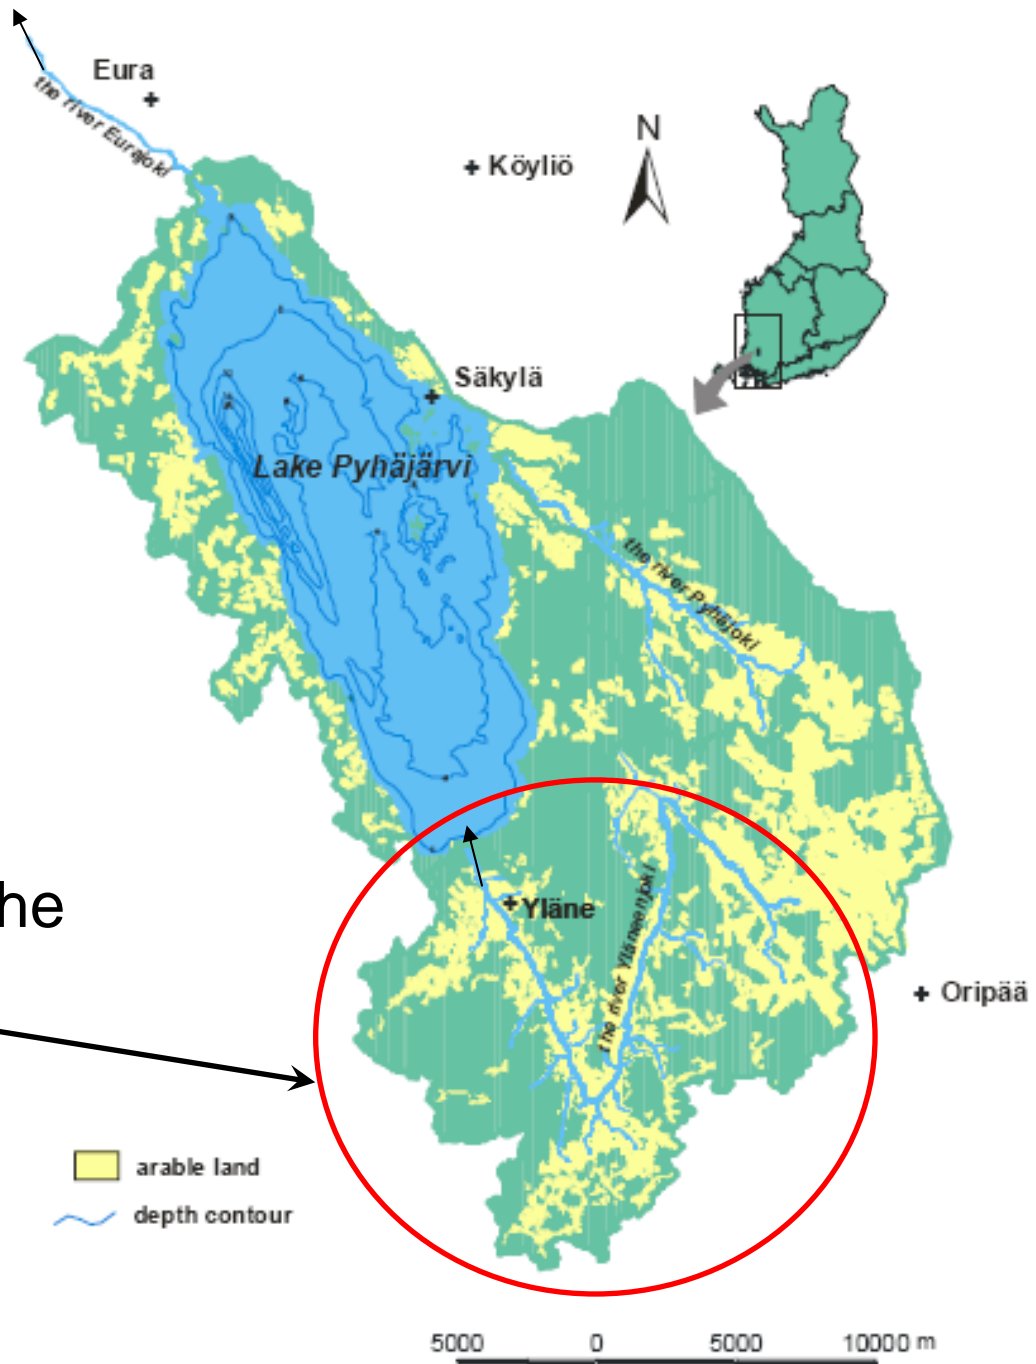 Eura
the river Eurajoki
N
Köyliö
Säkylä
Lake Pyhäjärvi
the river Pyhäjoki
he
Yläne
the river Yläneenjoki
Oripää
arable land
depth contour
5000 0 5000 10000 m